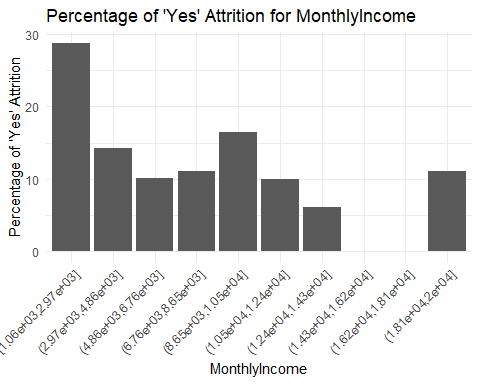 Percentage of 'Yes' Attrition for MonthlyIncome
Percentage of 'Yes' Attrition
30
20
10
0
(1.06e+03,2.97e+03]
(2.97e+03,4.86e+03]
(4.86e+03,6.76e+03]
(6.76e+03,8.65e+03]
(8.65e+03,1.05e+04]
(1.05e+04,1.24e+04]
(1.24e+04,1.43e+04]
(1.43e+04,1.62e+04]
(1.62e+04,1.81e+04]
(1.81e+04,2e+04]
MonthlyIncome